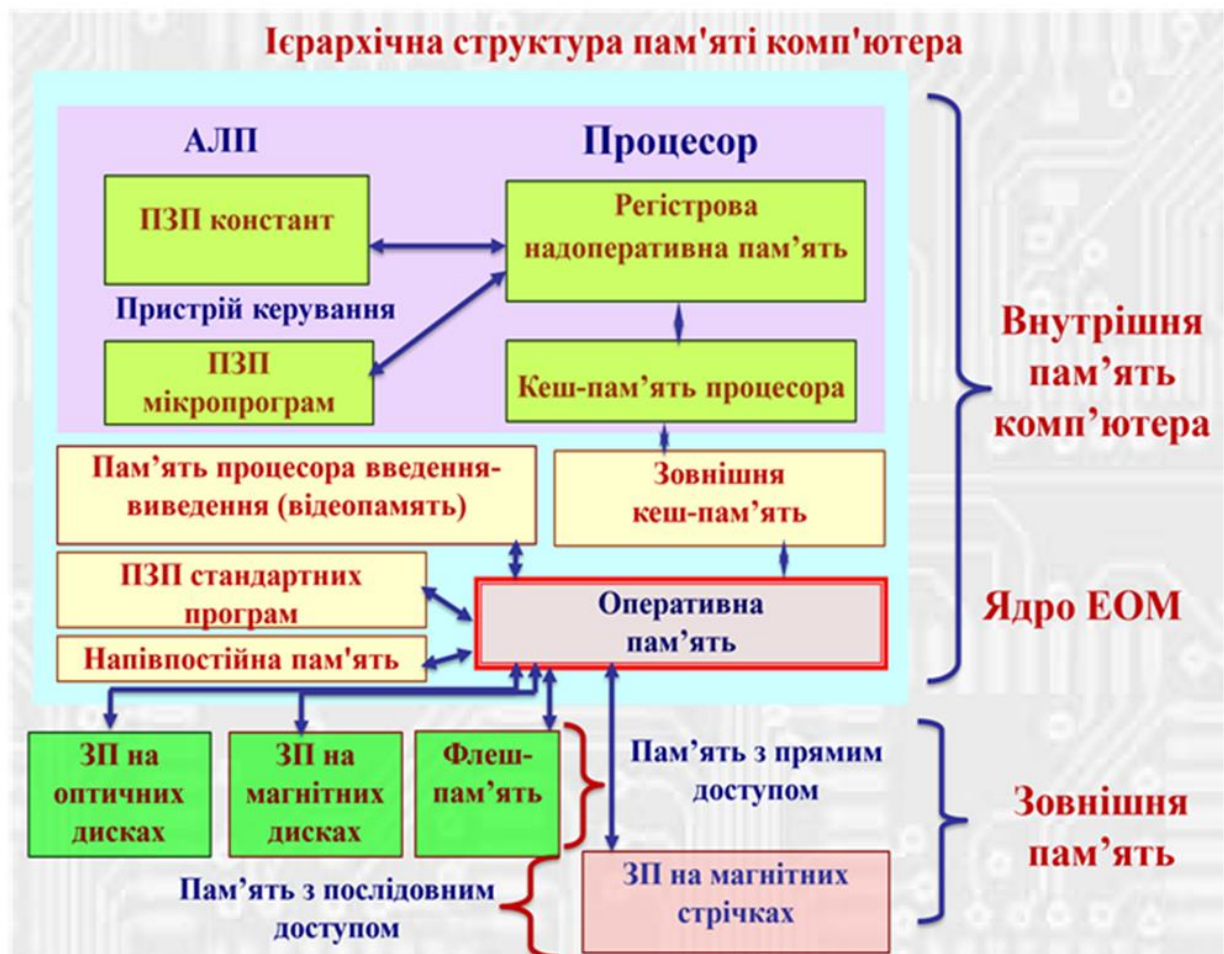 Ієрархічна структура пам'яті комп'ютера
АЛП
Процесор
ПЗП констант
Регістрова
надоперативна пам’ять
Пристрій керування
ПЗП
мікропрограм
Кеш-пам’ять процесора
Внутрішня
пам’ять
комп’ютера
Пам’ять процесора введення-
виведення (відеопамять)
Зовнішня
кеш-пам’ять
ПЗП стандартних
програм
Оперативна
пам’ять
Ядро ЕОМ
Напівпостійна пам'ять
ЗП на
оптичних
дисках
ЗП на
магнітних
дисках
Флеш-
пам’ять
Пам’ять з прямим
доступом
Зовнішня
пам’ять
Пам’ять з послідовним
доступом
ЗП на магнітних
стрічках